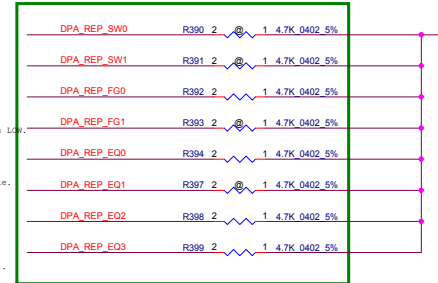 DPA_REP_SW0 R390 2 @ 1 4.7K_0402_5%
DPA_REP_SW1 R391 2 @ 1 4.7K_0402_5%
DPA_REP_FG0 R392 2 1 4.7K_0402_5%
s LOW.
DPA_REP_FG1 R393 2 @ 1 4.7K_0402_5%
DPA_REP_EQ0 R394 2 1 4.7K_0402_5%
te.
DPA_REP_EQ1 R397 2 @ 1 4.7K_0402_5%
DPA_REP_EQ2 R398 2 1 4.7K_0402_5%
DPA_REP_EQ3 R399 2 1 4.7K_0402_5%
.